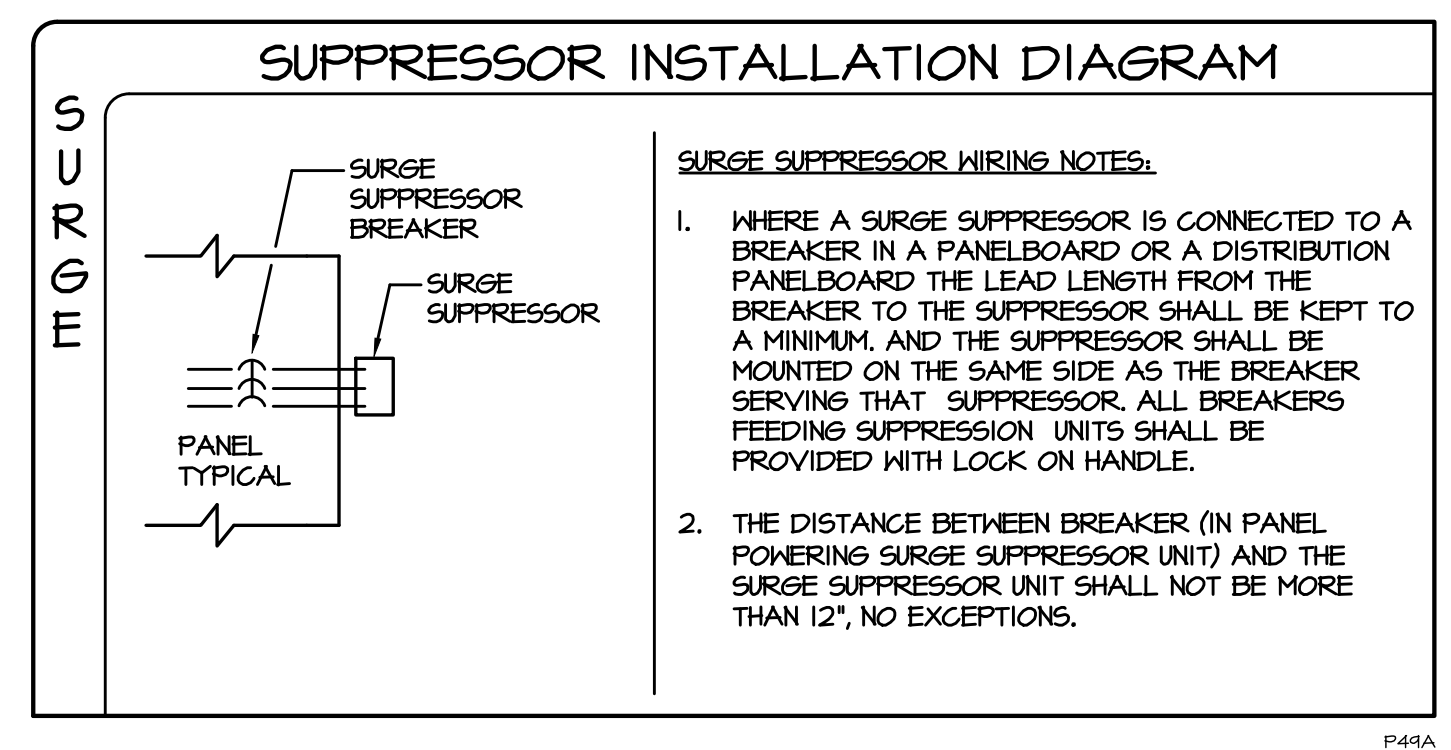 SUPPRESSOR INSTALLATION DIAGRAM
SURGE
SURGE
SUPPRESSOR
BREAKER
SURGE
SUPPRESSOR
PANEL
TYPICAL
SURGE SUPPRESSOR WIRING NOTES:
1. WHERE A SURGE SUPPRESSOR IS CONNECTED TO A
BREAKER IN A PANELBOARD OR A DISTRIBUTION
PANELBOARD THE LEAD LENGTH FROM THE
BREAKER TO THE SUPPRESSOR SHALL BE KEPT TO
A MINIMUM. AND THE SUPPRESSOR SHALL BE
MOUNTED ON THE SAME SIDE AS THE BREAKER
SERVING THAT SUPPRESSOR. ALL BREAKERS
FEEDING SUPPRESSION UNITS SHALL BE
PROVIDED WITH LOCK ON HANDLE.
2. THE DISTANCE BETWEEN BREAKER (IN PANEL
POWERING SURGE SUPPRESSOR UNIT) AND THE
SURGE SUPPRESSOR UNIT SHALL NOT BE MORE
THAN 12", NO EXCEPTIONS.
P49A